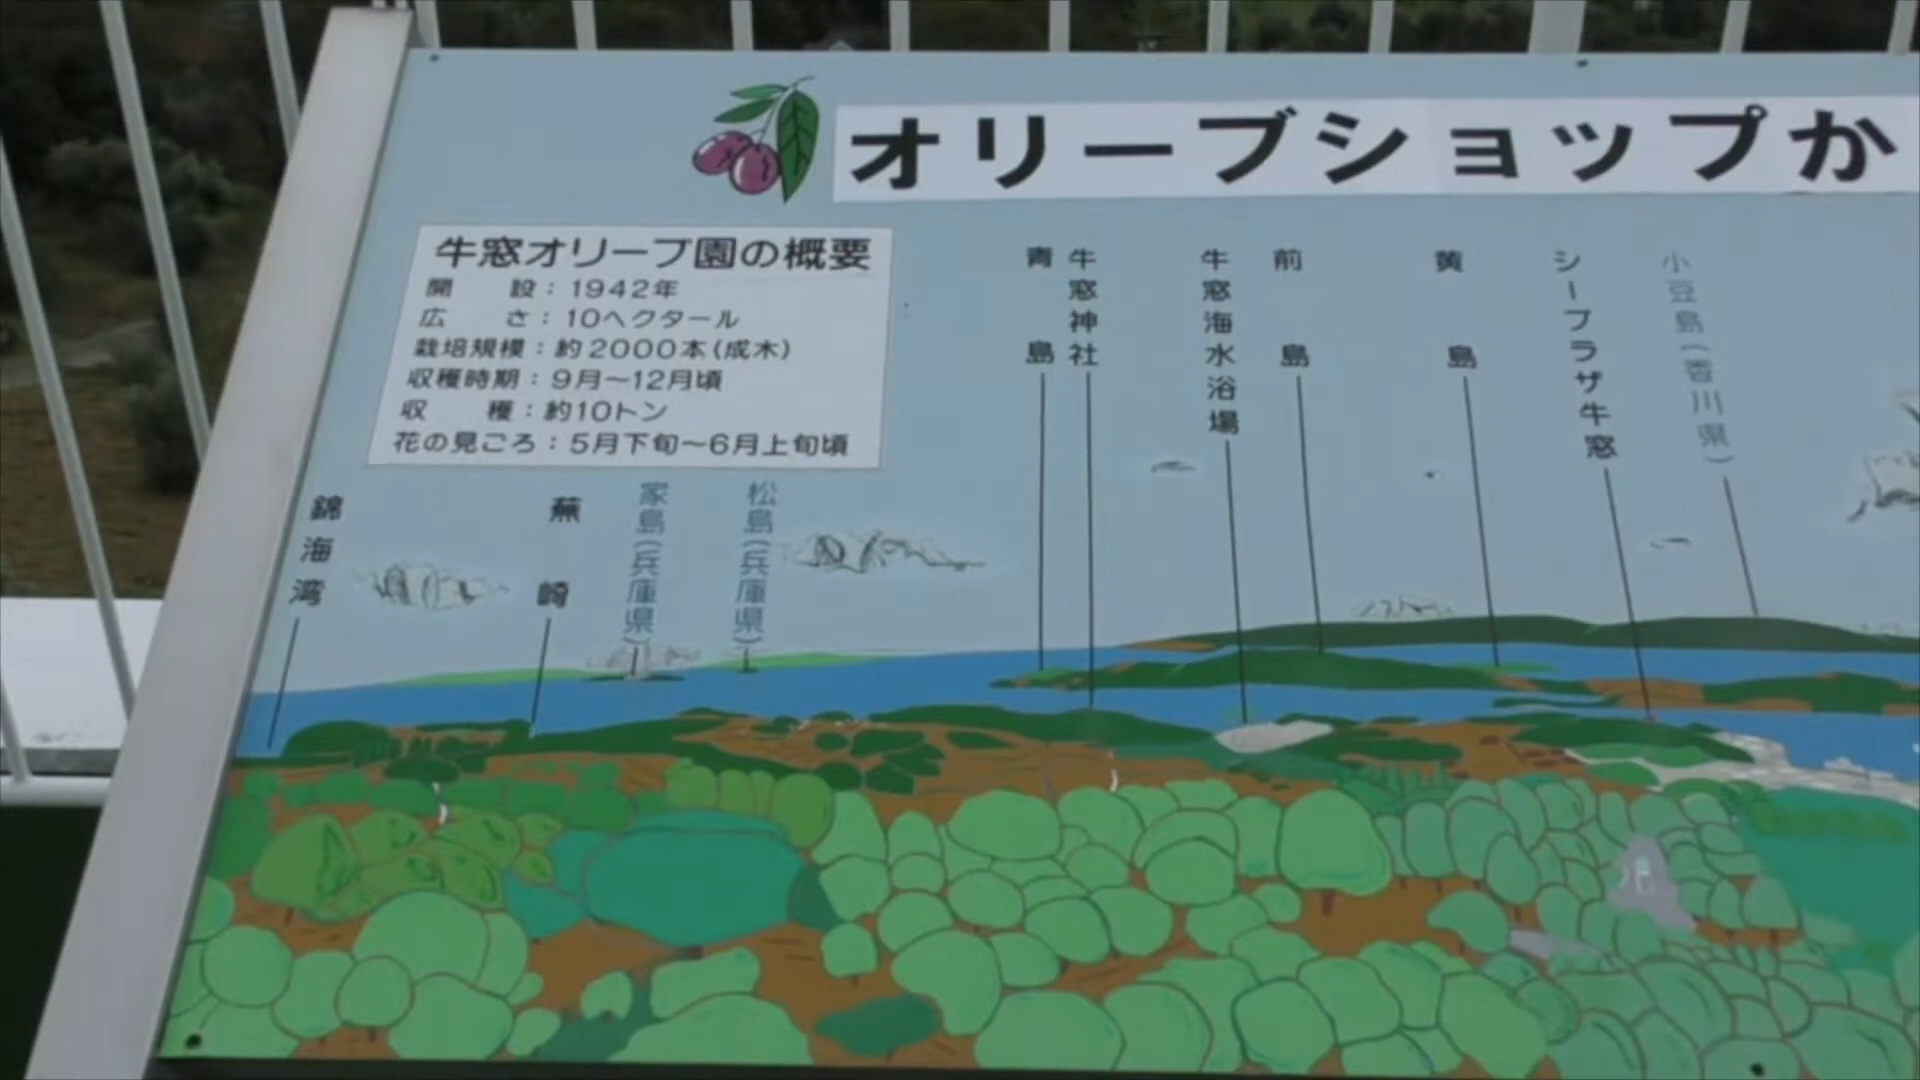 オリーブショップか
牛窓オリーブ園の概要
開設：1942年
広さ：10ヘクタール
栽培規模：約2000本(成木)
収穫時期：9月～12月頃
収穫：約10トン
花の見ごろ：5月下旬～6月上旬頃
錦海湾
蕪崎
家島(兵庫県)
松島(兵庫県)
青島
牛窓神社
牛窓海水浴場
前島
黄島
シープラザ牛窓
小豆島(香川県)